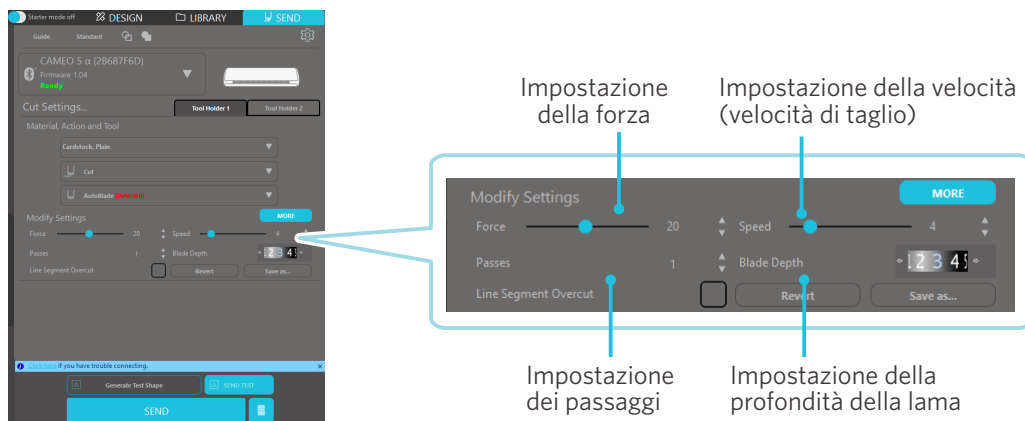 Starter mode off
DESIGN
LIBRARY
SEND
Guide
Standard
CAMEO 5 α (2B687F6D)
Firmware 1.04
Ready
Cut Settings...
Tool Holder 1
Tool Holder 2
Material, Action and Tool
Cardstock, Plain
Cut
AutoBlade (Detected)
Modify Settings
MORE
Force
20
Speed
4
Passes
1
Blade Depth
2 3 4
Line Segment Overcut
Revert
Save as...
Click here if you have trouble connecting.
Generate Test Shape
SEND TEST
SEND
Impostazione
della forza
Impostazione della velocità
(velocità di taglio)
Modify Settings
MORE
Force
20
Speed
4
Passes
1
Blade Depth
2 3 4
Line Segment Overcut
Revert
Save as...
Impostazione
dei passaggi
Impostazione della
profondità della lama